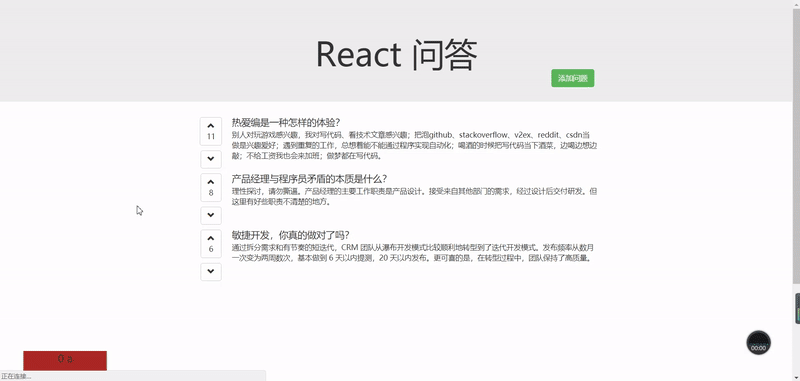 React 问答
添加问题
11
热爱编是一种怎样的体验?
别人对玩游戏感兴趣，我对写代码、看技术文章感兴趣；把泡github、stackoverflow、v2ex、reddit、csdn当
做是兴趣爱好；遇到重复的工作，总想着能不能通过程序实现自动化；喝酒的时候把写代码当下酒菜，边喝边想边
敲；不给工资我也会来加班；做梦都在写代码。
8
产品经理与程序员矛盾的本质是什么?
理性探讨，请勿撕逼。产品经理的主要工作职责是产品设计。接受来自其他部门的需求，经过设计后交付研发。但
这里有好些职责不清楚的地方。
6
敏捷开发，你真的做对了吗?
通过拆分需求和有节奏的短迭代，CRM 团队从瀑布开发模式比较顺利地转型到了迭代开发模式。发布频率从数月
一次变为两周数次，基本做到 6 天以内提测，20 天以内发布。更可喜的是，在转型过程中，团队保持了高质量。
00:00
正在连接...